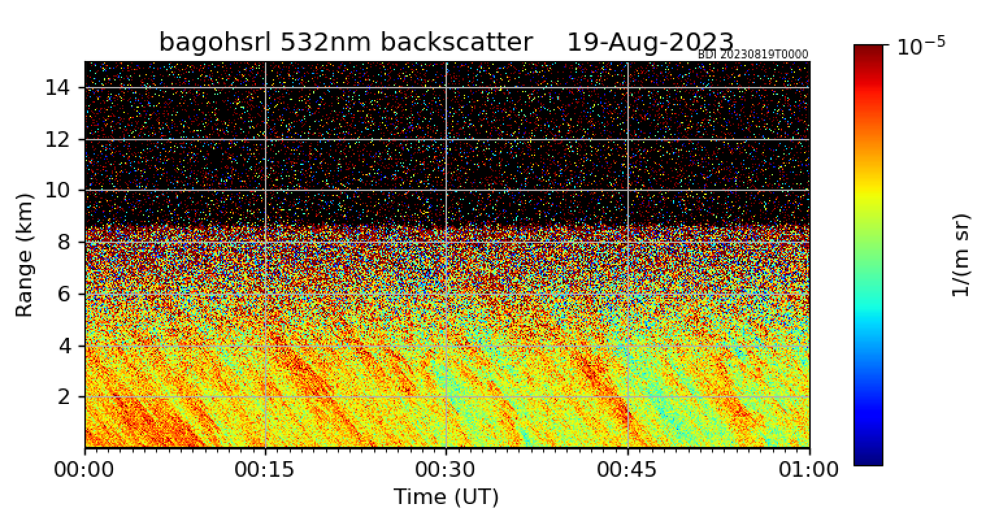 bagohsrl 532nm backscatter 19-Aug-2023
BDI 20230819T0000
10⁻⁵
14
12
10
8
6
4
2
Range (km)
1/(m sr)
00:00 00:15 00:30 00:45 01:00
Time (UT)